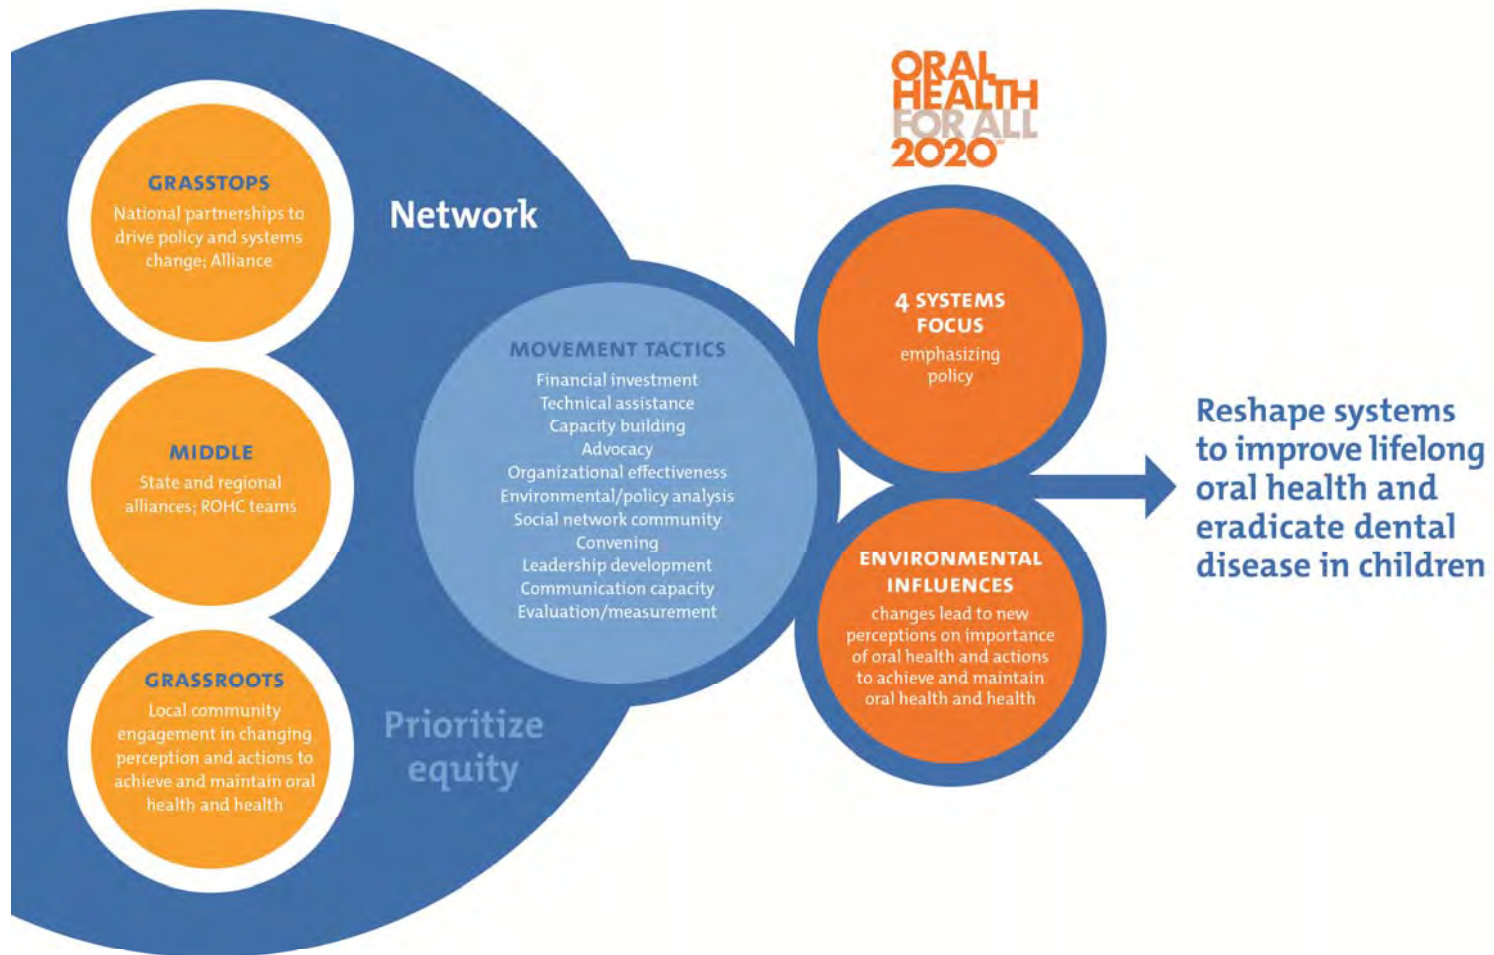 ORAL
HEALTH
FOR ALL
2020
GRASSTOPS
National partnerships to
drive policy and systems
change; Alliance
Network
MIDDLE
State and regional
alliances; ROHC teams
GRASSROOTS
Local community
engagement in changing
perception and actions to
achieve and maintain oral
health and health
Prioritize
equity
MOVEMENT TACTICS
Financial investment
Technical assistance
Capacity building
Advocacy
Organizational effectiveness
Environmental/policy analysis
Social network community
Convening
Leadership development
Communication capacity
Evaluation/measurement
4 SYSTEMS
FOCUS
emphasizing
policy
ENVIRONMENTAL
INFLUENCES
changes lead to new
perceptions on importance
of oral health and actions
to achieve and maintain
oral health and health
Reshape systems
to improve lifelong
oral health and
eradicate dental
disease in children